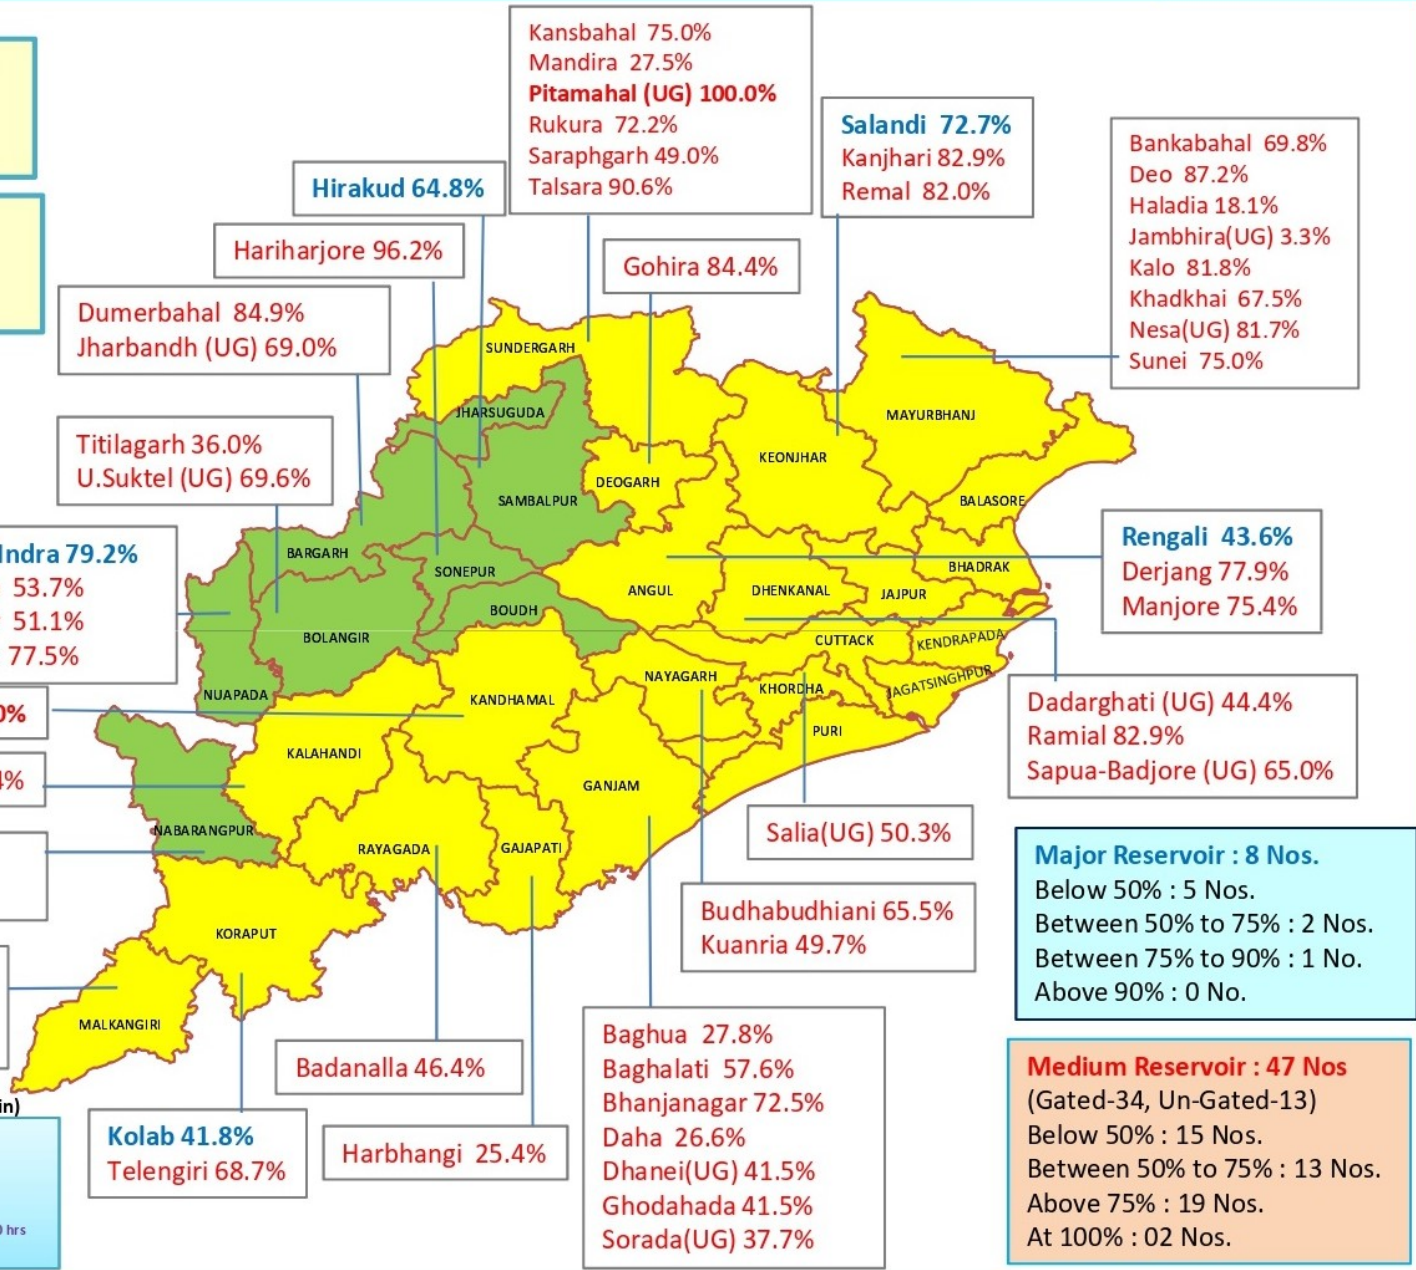 Kansbahal 75.0%
Mandira 27.5%
Pitamahal (UG) 100.0%
Rukura 72.2%
Saraphgarh 49.0%
Talsara 90.6%
Salandi 72.7%
Kanjhari 82.9%
Remal 82.0%
Bankabahal 69.8%
Deo 87.2%
Haladia 18.1%
Jambhira(UG) 3.3%
Kalo 81.8%
Khadkhai 67.5%
Nesa(UG) 81.7%
Sunei 75.0%
Hirakud 64.8%
Hariharjore 96.2%
Gohira 84.4%
Dumerbahal 84.9%
Jharbandh (UG) 69.0%
Titilagarh 36.0%
U.Suktel (UG) 69.6%
Indra 79.2%
53.7%
51.1%
77.5%
0%
4%
SUNDERGARH
JHARSUGUDA
SAMBALPUR
DEOGARH
KEONJHAR
MAYURBHANJ
BALASORE
BHADRAK
BARGARH
SONEPUR
BOUDH
BOLANGIR
NUAPADA
ANGUL
DHENKANAL
JAJPUR
CUTTACK
KENDRAPADA
JAGATSINGHPUR
NAYAGARH
KHORDHA
PURI
KANDHAMAL
KALAHANDI
GANJAM
NABARANGPUR
RAYAGADA
GAJAPATI
KORAPUT
MALKANGIRI
Rengali 43.6%
Derjang 77.9%
Manjore 75.4%
Dadarghati (UG) 44.4%
Ramial 82.9%
Sapua-Badjore (UG) 65.0%
Salia(UG) 50.3%
Budhabudhiani 65.5%
Kuanria 49.7%
Baghua 27.8%
Baghalati 57.6%
Bhanjanagar 72.5%
Daha 26.6%
Dhanei(UG) 41.5%
Ghodahada 41.5%
Sorada(UG) 37.7%
Badanalla 46.4%
Harbhangi 25.4%
Kolab 41.8%
Telengiri 68.7%
in)
0 hrs
Major Reservoir : 8 Nos.
Below 50% : 5 Nos.
Between 50% to 75% : 2 Nos.
Between 75% to 90% : 1 No.
Above 90% : 0 No.
Medium Reservoir : 47 Nos
(Gated-34, Un-Gated-13)
Below 50% : 15 Nos.
Between 50% to 75% : 13 Nos.
Above 75% : 19 Nos.
At 100% : 02 Nos.